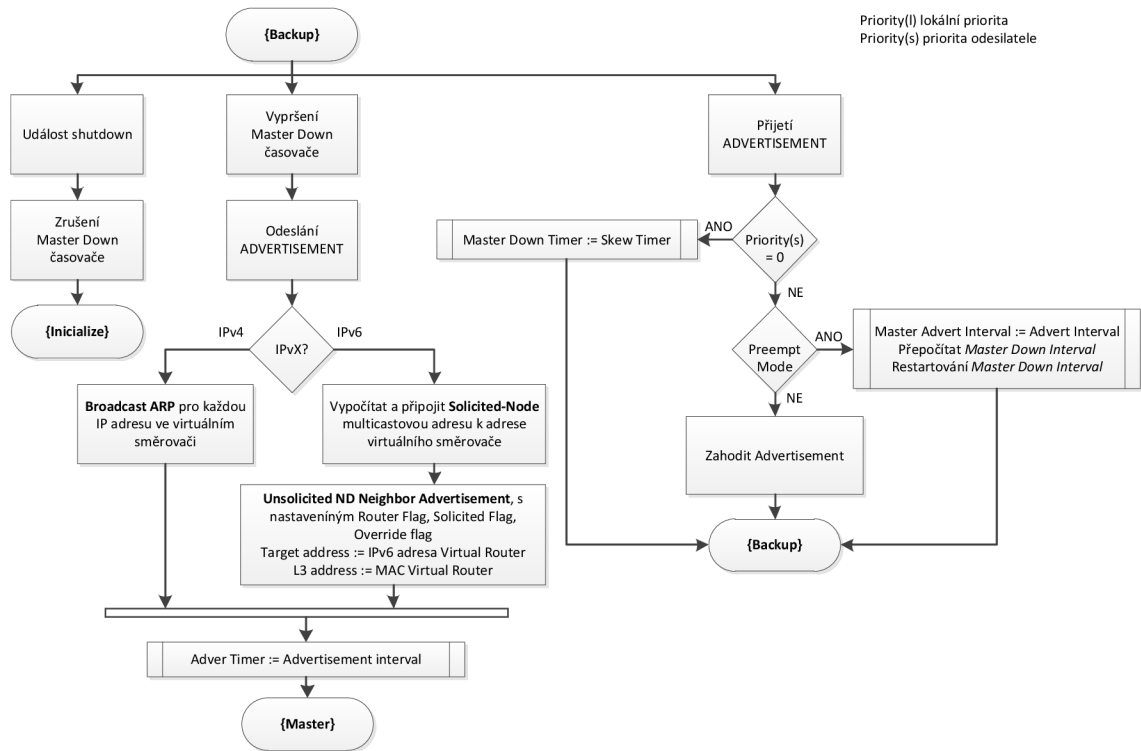 {Backup}
Priority(l) lokální priorita
Priority(s) priorita odesilatele
Událost shutdown
Vypršení
Master Down
časovače
Přijetí
ADVERTISEMENT
Zrušení
Master Down
časovače
Odeslání
ADVERTISEMENT
Master Down Timer := Skew Timer
ANO
Priority(s)
= 0
NE
{Inicialize}
IPv4
IPvX?
IPv6
Preempt
Mode
ANO
Master Advert Interval := Advert Interval
Přepočítat Master Down Interval
Restartování Master Down Interval
NE
Broadcast ARP pro každou
IP adresu ve virtuálním
směrovači
Vypočítat a připojit Solicited-Node
multicastovou adresu k adrese
virtuálního směrovače
Zahodit Advertisement
Unsolicited ND Neighbor Advertisement, s
nastaveníným Router Flag, Solicited Flag,
Override flag
Target address := IPv6 adresa Virtual Router
L3 address := MAC Virtual Router
{Backup}
Adver Timer := Advertisement interval
{Master}